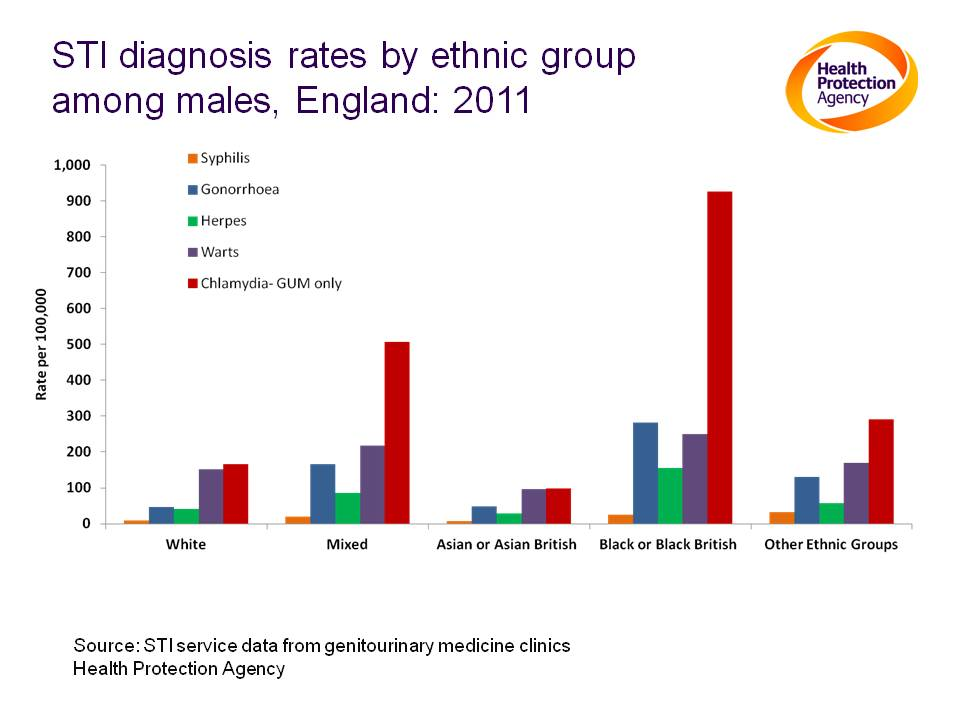 STI diagnosis rates by ethnic group
among males, England: 2011
Health
Protection
Agency
Syphilis
Gonorrhoea
Herpes
Warts
Chlamydia- GUM only
Rate per 100,000
1,000
900
800
700
600
500
400
300
200
100
0
White
Mixed
Asian or Asian British
Black or Black British
Other Ethnic Groups
Source: STI service data from genitourinary medicine clinics
Health Protection Agency